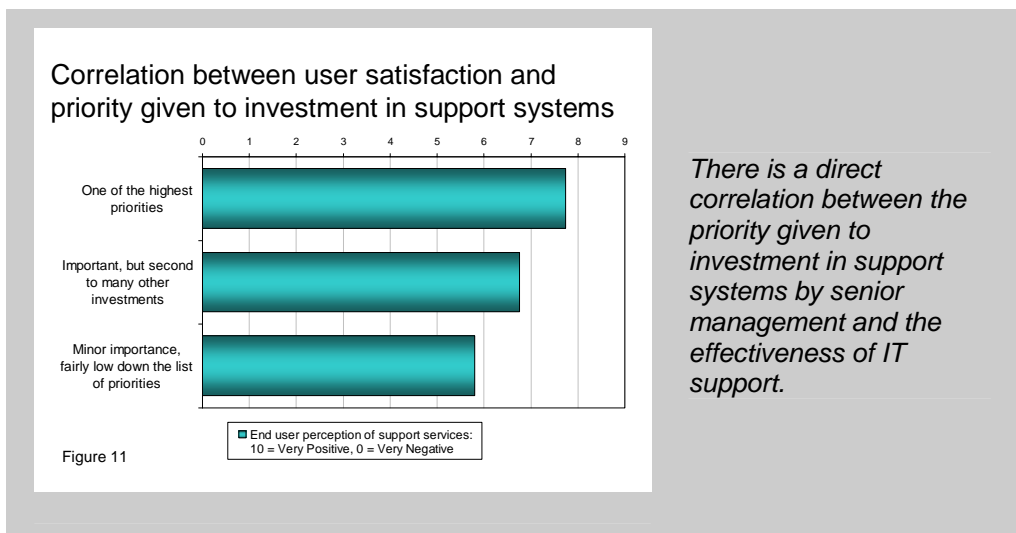 Correlation between user satisfaction and
priority given to investment in support systems
0 1 2 3 4 5 6 7 8 9
One of the highest
priorities
Important, but second
to many other
investments
Minor importance,
fairly low down the list
of priorities
End user perception of support services:
10 = Very Positive, 0 = Very Negative
Figure 11
There is a direct
correlation between the
priority given to
investment in support
systems by senior
management and the
effectiveness of IT
support.